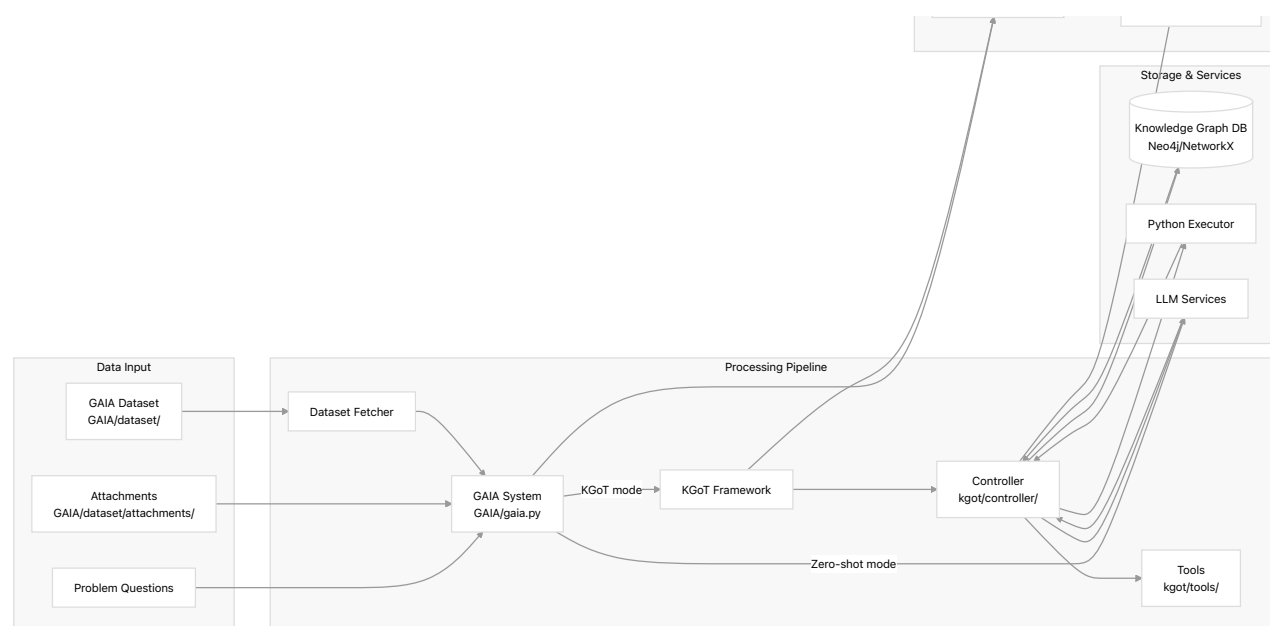 Storage & Services
Knowledge Graph DB
Neo4j/NetworkX
Python Executor
LLM Services
Data Input
Processing Pipeline
GAIA Dataset
GAIA/dataset/
Dataset Fetcher
Attachments
GAIA/dataset/attachments/
GAIA System
GAIA/gaia.py
KGoT mode
KGoT Framework
Controller
kgot/controller/
Zero-shot mode
Problem Questions
Tools
kgot/tools/